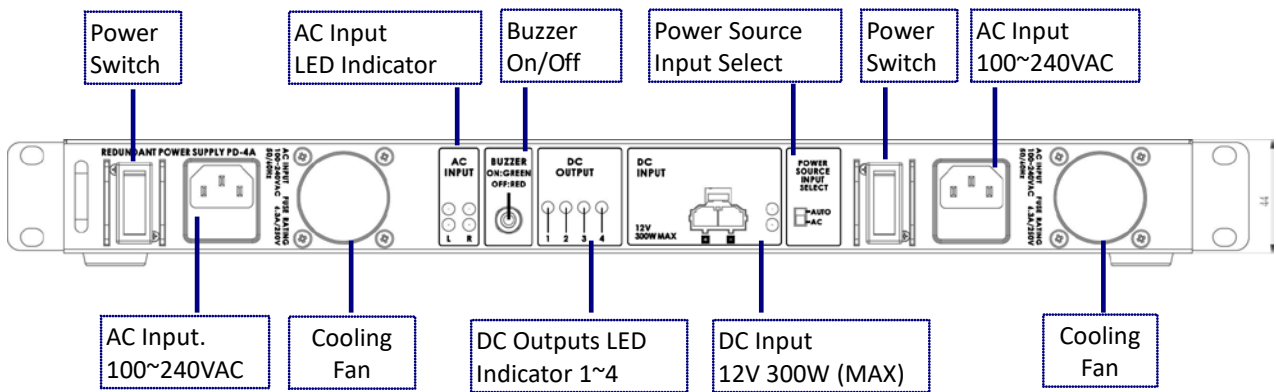 Power
Switch
AC Input
LED Indicator
Buzzer
On/Off
Power Source
Input Select
Power
Switch
AC Input
100~240VAC
REDUNDANT POWER SUPPLY PD-4A
AC INPUT FUSE RATING
100-240VAC 6.3A/250V
50/60Hz
AC
INPUT
L R
BUZZER
ON:GREEN
OFF:RED
DC
OUTPUT
1 2 3 4
DC
INPUT
12V
300W MAX
POWER
SOURCE
INPUT
SELECT
AUTO
AC
AC INPUT FUSE RATING
100-240VAC 6.3A/250V
50/60Hz
44
AC Input.
100~240VAC
Cooling
Fan
DC Outputs LED
Indicator 1~4
DC Input
12V 300W (MAX)
Cooling
Fan